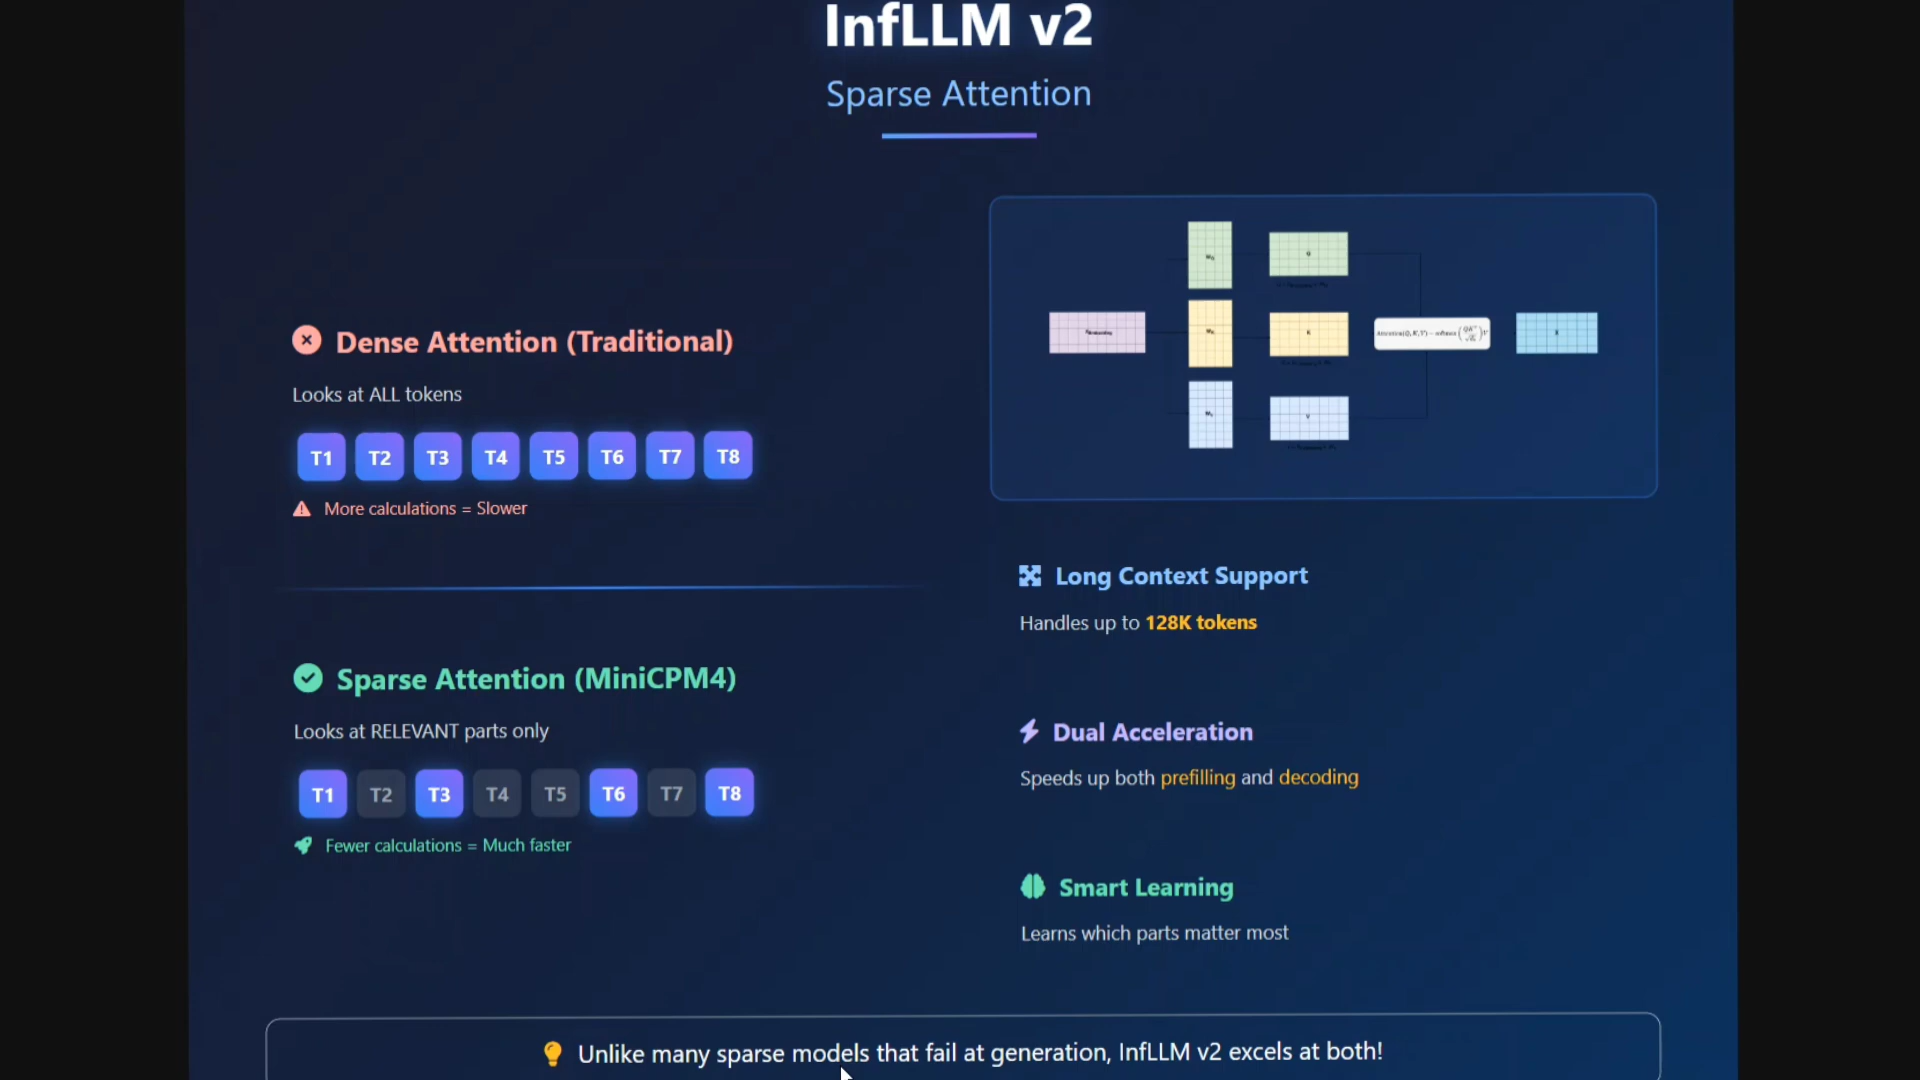 InfLLM v2
Sparse Attention
Dense Attention (Traditional)
Looks at ALL tokens
T1 T2 T3 T4 T5 T6 T7 T8
More calculations = Slower
Sparse Attention (MiniCPM4)
Looks at RELEVANT parts only
T1 T2 T3 T4 T5 T6 T7 T8
Fewer calculations = Much faster
Q
K
V
Long Context Support
Handles up to 128K tokens
Dual Acceleration
Speeds up both prefilling and decoding
Smart Learning
Learns which parts matter most
Unlike many sparse models that fail at generation, InfLLM v2 excels at both!